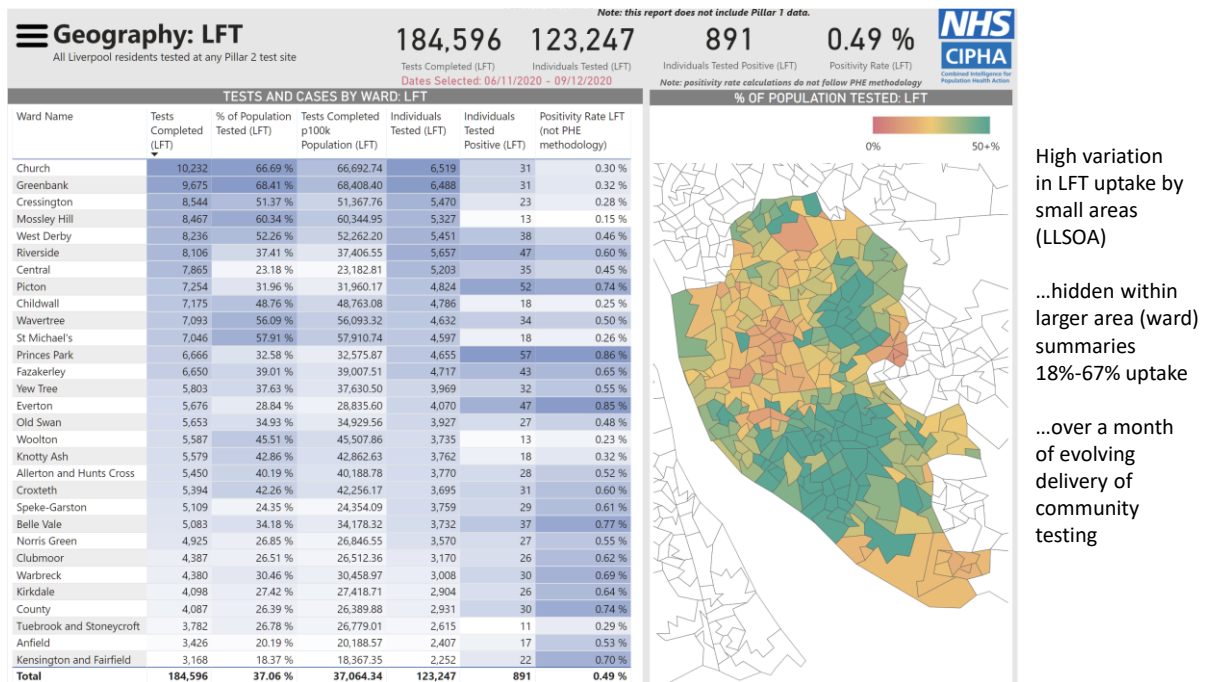 Note: this report does not include Pillar 1 data.
Geography: LFT
All Liverpool residents tested at any Pillar 2 test site
184,596 123,247 891 0.49 %
Tests Completed (LFT) Individuals Tested (LFT) Individuals Tested Positive (LFT) Positivity Rate (LFT)
Dates Selected: 06/11/2020 - 09/12/2020
Note: positivity rate calculations do not follow PHE methodology
NHS
CIPHA
Combined Intelligence for
Population Health Action
TESTS AND CASES BY WARD: LFT
Ward Name Tests Completed (LFT) % of Population Tested (LFT) Tests Completed p100k Population (LFT) Individuals Tested (LFT) Individuals Tested Positive (LFT) Positivity Rate LFT (not PHE methodology)
Church 10,232 66.69 % 66,692.74 6,519 31 0.30 %
Greenbank 9,675 68.41 % 68,408.40 6,488 31 0.32 %
Cressington 8,544 51.37 % 51,367.76 5,470 23 0.28 %
Mossley Hill 8,467 60.34 % 60,344.95 5,327 13 0.15 %
West Derby 8,236 52.26 % 52,262.20 5,451 38 0.46 %
Riverside 8,106 37.41 % 37,406.55 5,657 47 0.60 %
Central 7,865 23.18 % 23,182.81 5,203 35 0.45 %
Picton 7,254 31.96 % 31,960.17 4,824 52 0.74 %
Childwall 7,175 48.76 % 48,763.08 4,786 18 0.25 %
Wavertree 7,093 56.09 % 56,093.32 4,632 34 0.50 %
St Michael's 7,046 57.91 % 57,910.74 4,597 18 0.26 %
Princes Park 6,666 32.58 % 32,575.87 4,655 57 0.86 %
Fazakerley 6,650 39.01 % 39,007.51 4,717 43 0.65 %
Yew Tree 5,803 37.63 % 37,630.50 3,969 32 0.55 %
Everton 5,676 28.84 % 28,835.60 4,070 47 0.85 %
Old Swan 5,653 34.93 % 34,929.56 3,927 27 0.48 %
Woolton 5,587 45.51 % 45,507.86 3,735 13 0.23 %
Knotty Ash 5,579 42.86 % 42,862.63 3,762 18 0.32 %
Allerton and Hunts Cross 5,450 40.19 % 40,188.78 3,770 28 0.52 %
Croxteth 5,394 42.26 % 42,256.17 3,695 31 0.60 %
Speke-Garston 5,109 24.35 % 24,354.09 3,759 29 0.61 %
Belle Vale 5,083 34.18 % 34,178.32 3,732 37 0.77 %
Norris Green 4,925 26.85 % 26,846.55 3,570 27 0.55 %
Clubmoor 4,387 26.51 % 26,512.36 3,170 26 0.62 %
Warbreck 4,380 30.46 % 30,458.97 3,008 30 0.69 %
Kirkdale 4,098 27.42 % 27,418.71 2,904 26 0.64 %
County 4,087 26.39 % 26,389.88 2,931 30 0.74 %
Tuebrook and Stoneycroft 3,782 26.78 % 26,779.01 2,615 11 0.29 %
Anfield 3,426 20.19 % 20,188.57 2,407 17 0.53 %
Kensington and Fairfield 3,168 18.37 % 18,367.35 2,252 22 0.70 %
Total 184,596 37.06 % 37,064.34 123,247 891 0.49 %
% OF POPULATION TESTED: LFT
0% 50+%
High variation
in LFT uptake by
small areas
(LLSOA)
...hidden within
larger area (ward)
summaries
18%-67% uptake
...over a month
of evolving
delivery of
community
testing